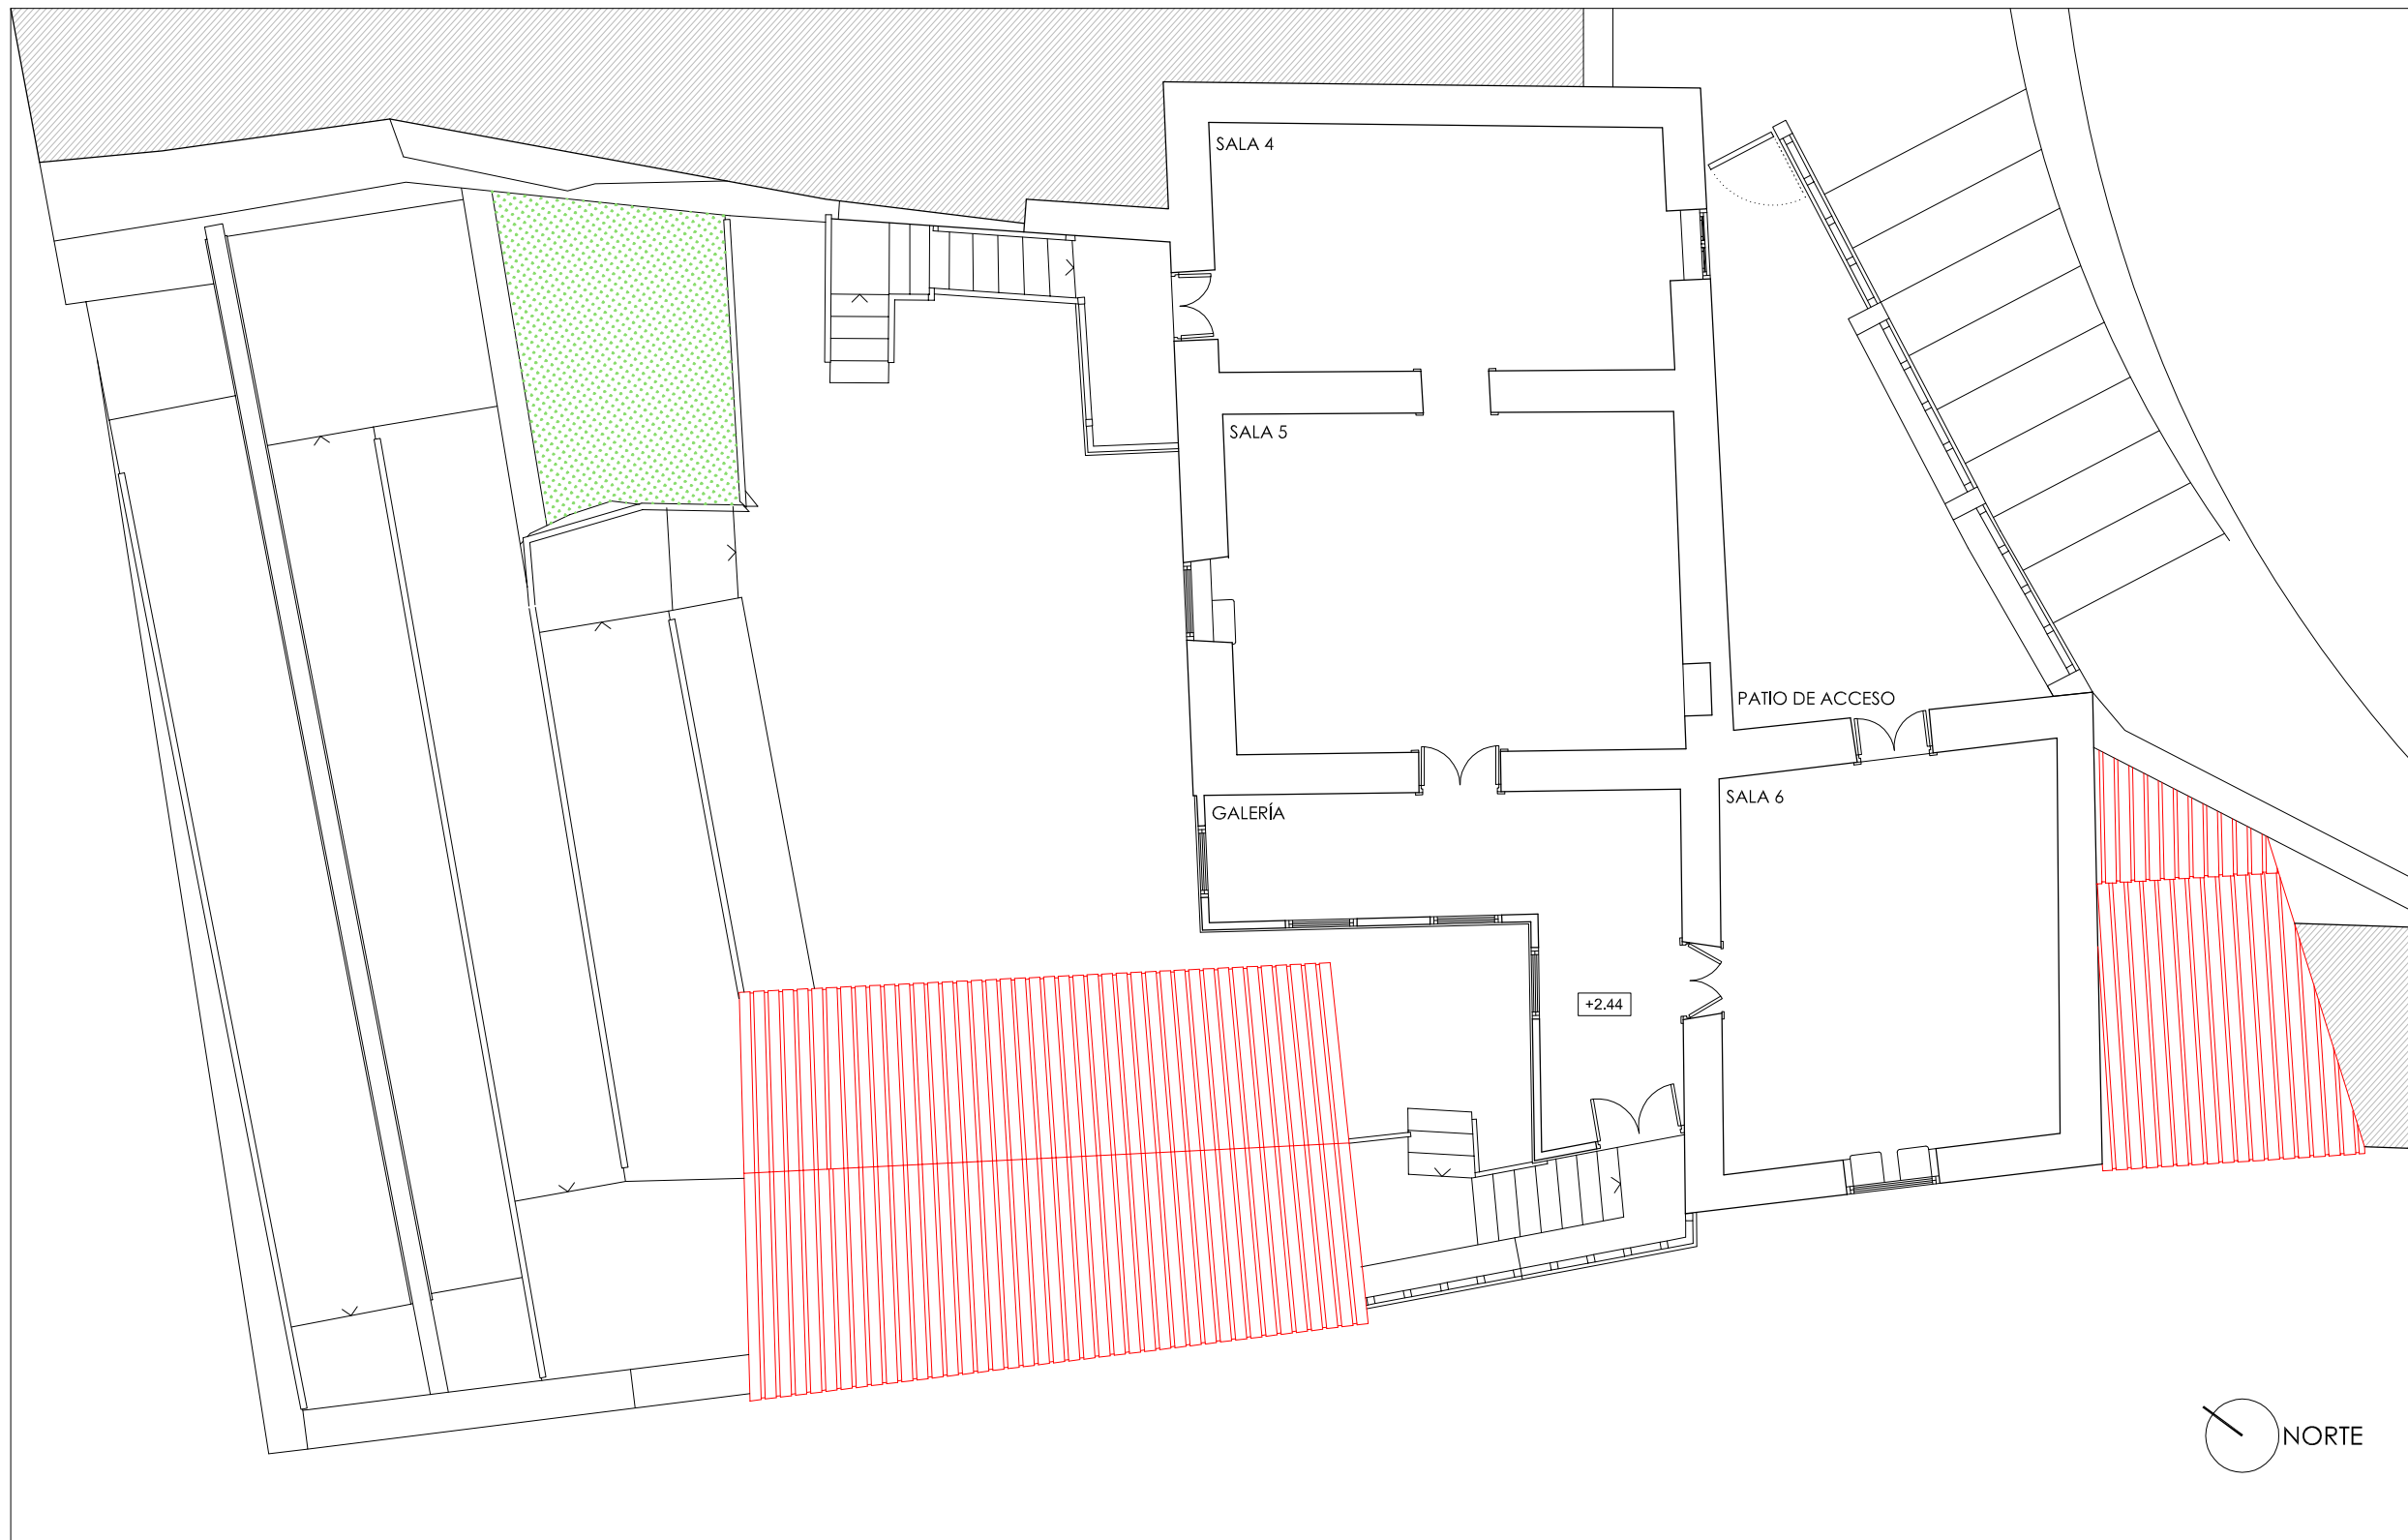 SALA 4
SALA 5
PATIO DE ACCESO
SALA 6
GALERÍA
+2.44
NORTE